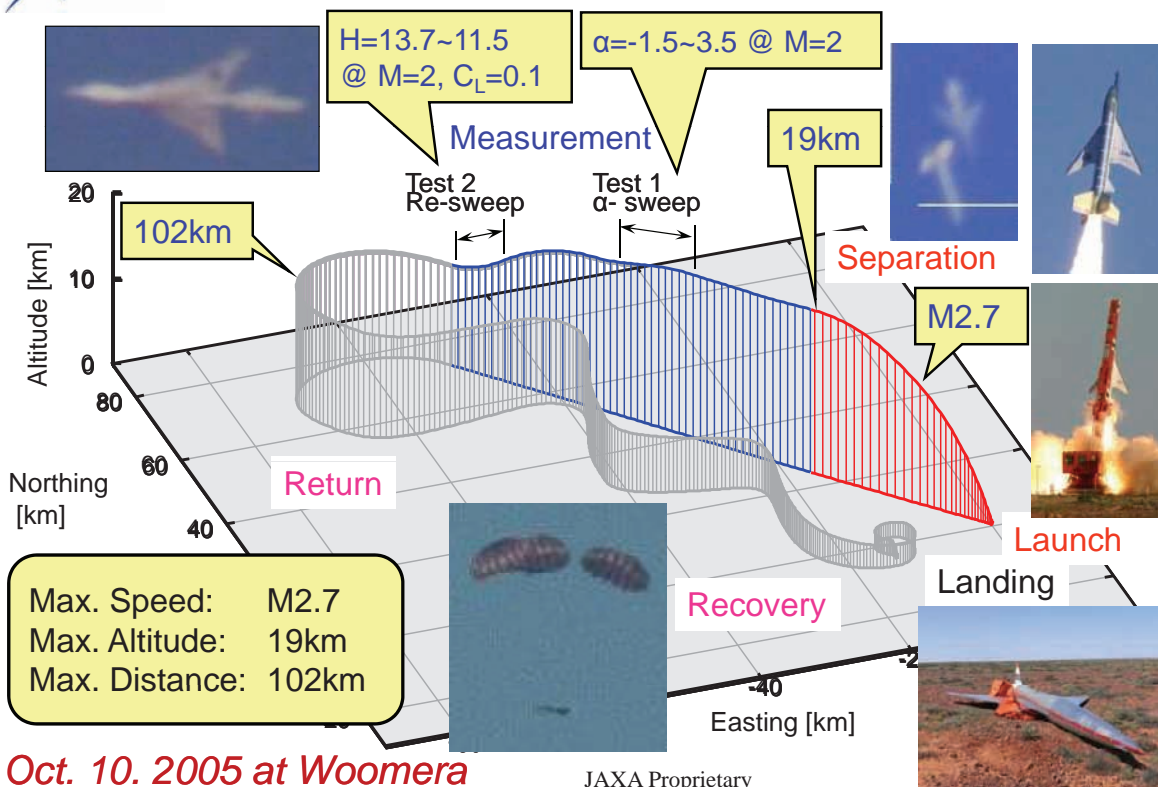 H=13.7~11.5
@ M=2, CL=0.1
α=-1.5~3.5 @ M=2
Measurement
19km
Test 2
Re-sweep
Test 1
α- sweep
102km
Separation
M2.7
Altitude [km]
20
10
0
80
60
40
Northing
[km]
Return
Launch
Landing
Recovery
Max. Speed: M2.7
Max. Altitude: 19km
Max. Distance: 102km
-40
Easting [km]
Oct. 10. 2005 at Woomera
JAXA Proprietary